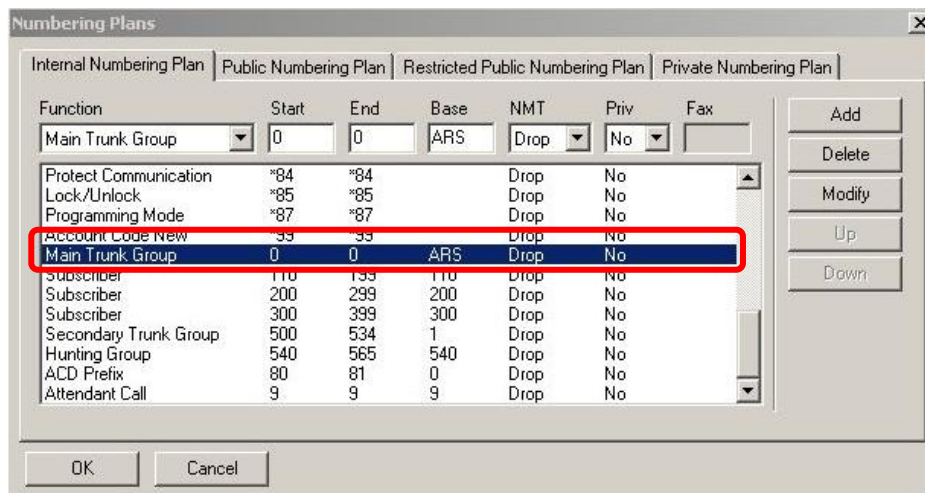 Numbering Plans
Internal Numbering Plan Public Numbering Plan Restricted Public Numbering Plan Private Numbering Plan
Function Start End Base NMT Priv Fax
Main Trunk Group 0 0 ARS Drop No
Add
Delete
Modify
Up
Down
Protect Communication *84 *84 Drop No
Lock/Unlock *85 *85 Drop No
Programming Mode *87 *87 Drop No
Account Code New *99 *99 Drop No
Main Trunk Group 0 0 ARS Drop No
Subscriber 110 199 110 Drop No
Subscriber 200 299 200 Drop No
Subscriber 300 399 300 Drop No
Secondary Trunk Group 500 534 1 Drop No
Hunting Group 540 565 540 Drop No
ACD Prefix 80 81 0 Drop No
Attendant Call 9 9 9 Drop No
OK Cancel